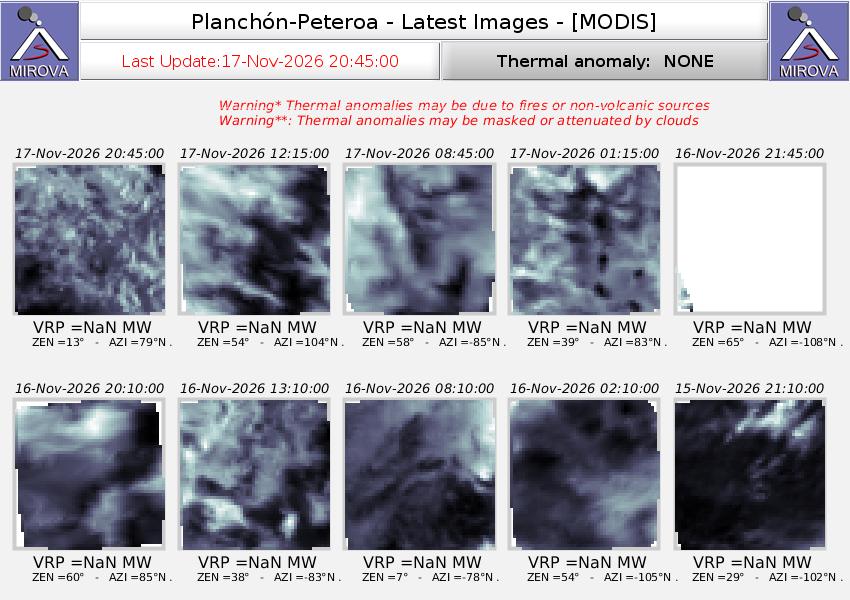 Planchón-Peteroa - Latest Images - [MODIS]
MIROVA
Last Update:17-Nov-2026 20:45:00
Thermal anomaly: NONE
MIROVA
Warning* Thermal anomalies may be due to fires or non-volcanic sources
Warning**: Thermal anomalies may be masked or attenuated by clouds
17-Nov-2026 20:45:00 17-Nov-2026 12:15:00 17-Nov-2026 08:45:00 17-Nov-2026 01:15:00 16-Nov-2026 21:45:00
VRP =NaN MW VRP =NaN MW VRP =NaN MW VRP =NaN MW VRP =NaN MW
ZEN =13° - AZI =79°N . ZEN =54° - AZI =104°N . ZEN =58° - AZI =-85°N . ZEN =39° - AZI =83°N . ZEN =65° - AZI =-108°N .
16-Nov-2026 20:10:00 16-Nov-2026 13:10:00 16-Nov-2026 08:10:00 16-Nov-2026 02:10:00 15-Nov-2026 21:10:00
VRP =NaN MW VRP =NaN MW VRP =NaN MW VRP =NaN MW VRP =NaN MW
ZEN =60° - AZI =85°N . ZEN =38° - AZI =-83°N . ZEN =7° - AZI =-78°N . ZEN =54° - AZI =-105°N . ZEN =29° - AZI =-102°N .